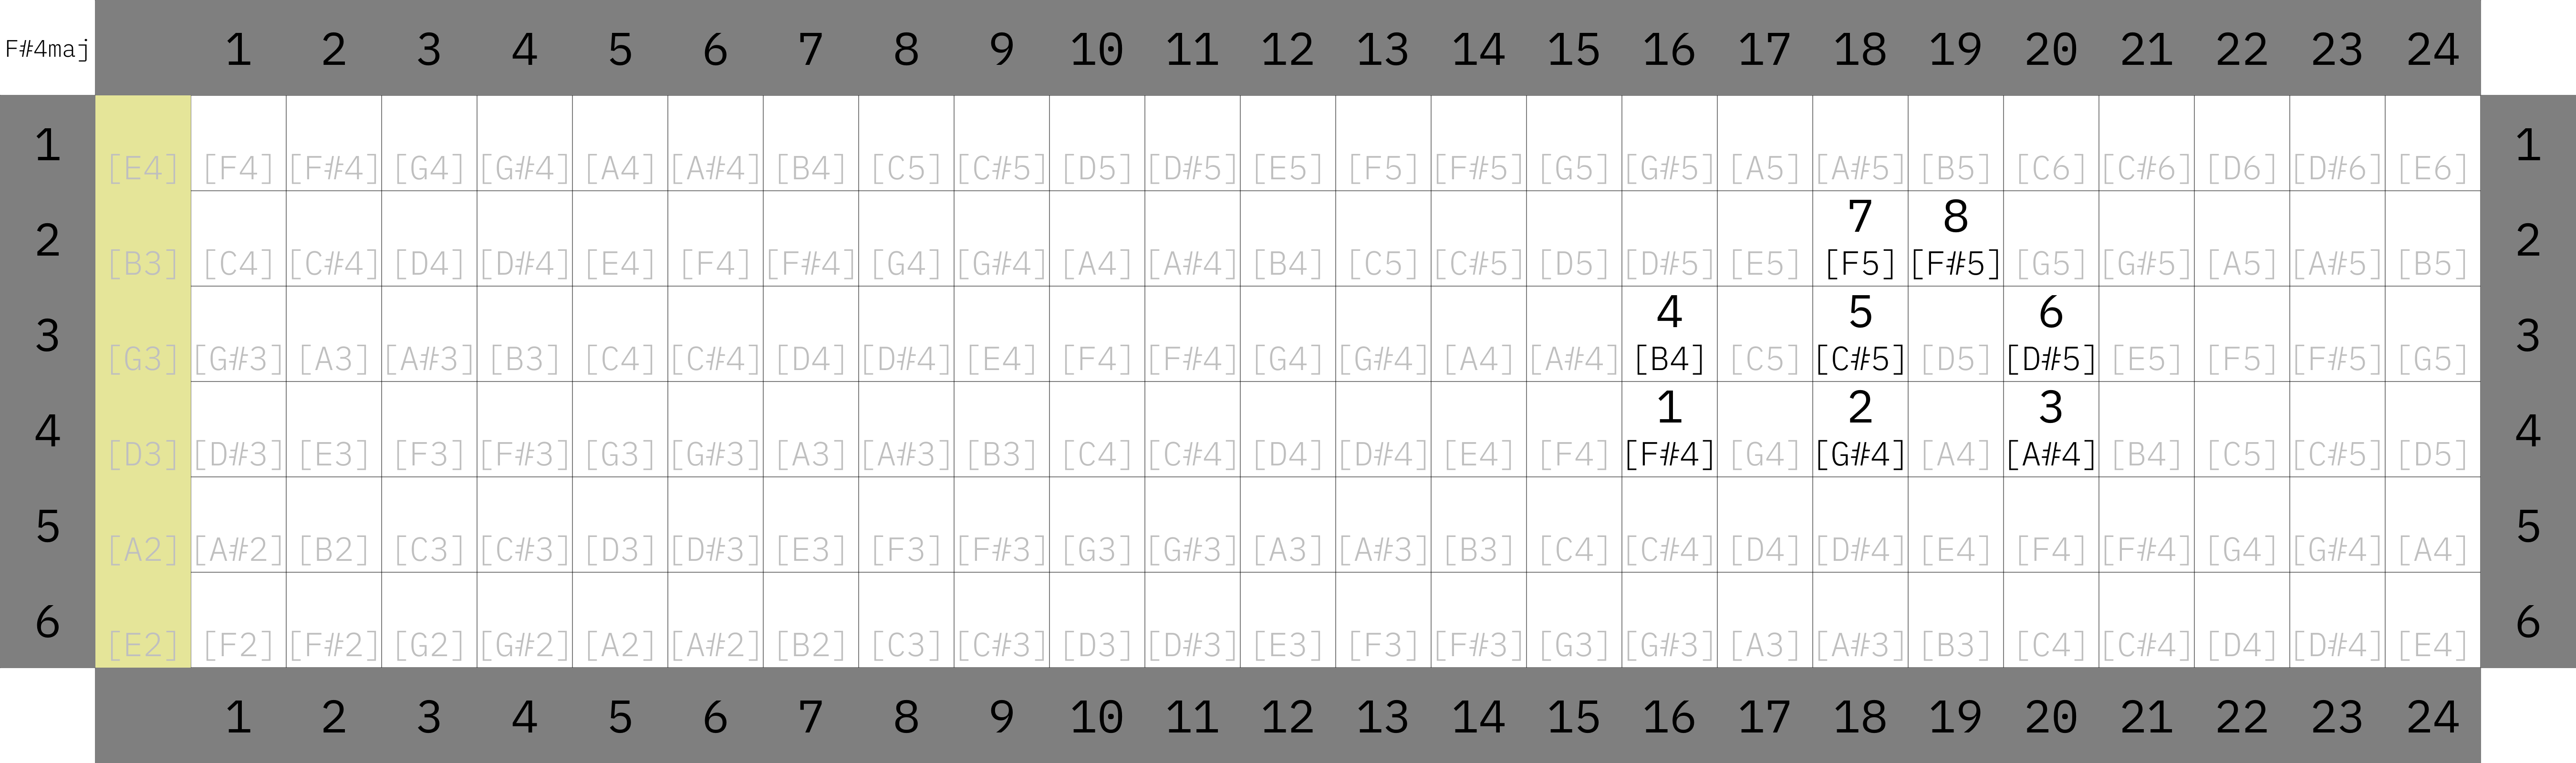 F#4maj 1 2 3 4 5 6 7 8 9 10 11 12 13 14 15 16 17 18 19 20 21 22 23 24
1 [E4] [F4] [F#4] [G4] [G#4] [A4] [A#4] [B4] [C5] [C#5] [D5] [D#5] [E5] [F5] [F#5] [G5] [G#5] [A5] [A#5] [B5] [C6] [C#6] [D6] [D#6] [E6] 1
7 8
2 [B3] [C4] [C#4] [D4] [D#4] [E4] [F4] [F#4] [G4] [G#4] [A4] [A#4] [B4] [C5] [C#5] [D5] [D#5] [E5] [F5] [F#5] [G5] [G#5] [A5] [A#5] [B5] 2
4 5 6
3 [G3] [G#3] [A3] [A#3] [B3] [C4] [C#4] [D4] [D#4] [E4] [F4] [F#4] [G4] [G#4] [A4] [A#4] [B4] [C5] [C#5] [D5] [D#5] [E5] [F5] [F#5] [G5] 3
1 2 3
4 [D3] [D#3] [E3] [F3] [F#3] [G3] [G#3] [A3] [A#3] [B3] [C4] [C#4] [D4] [D#4] [E4] [F4] [F#4] [G4] [G#4] [A4] [A#4] [B4] [C5] [C#5] [D5] 4
5 [A2] [A#2] [B2] [C3] [C#3] [D3] [D#3] [E3] [F3] [F#3] [G3] [G#3] [A3] [A#3] [B3] [C4] [C#4] [D4] [D#4] [E4] [F4] [F#4] [G4] [G#4] [A4] 5
6 [E2] [F2] [F#2] [G2] [G#2] [A2] [A#2] [B2] [C3] [C#3] [D3] [D#3] [E3] [F3] [F#3] [G3] [G#3] [A3] [A#3] [B3] [C4] [C#4] [D4] [D#4] [E4] 6
1 2 3 4 5 6 7 8 9 10 11 12 13 14 15 16 17 18 19 20 21 22 23 24